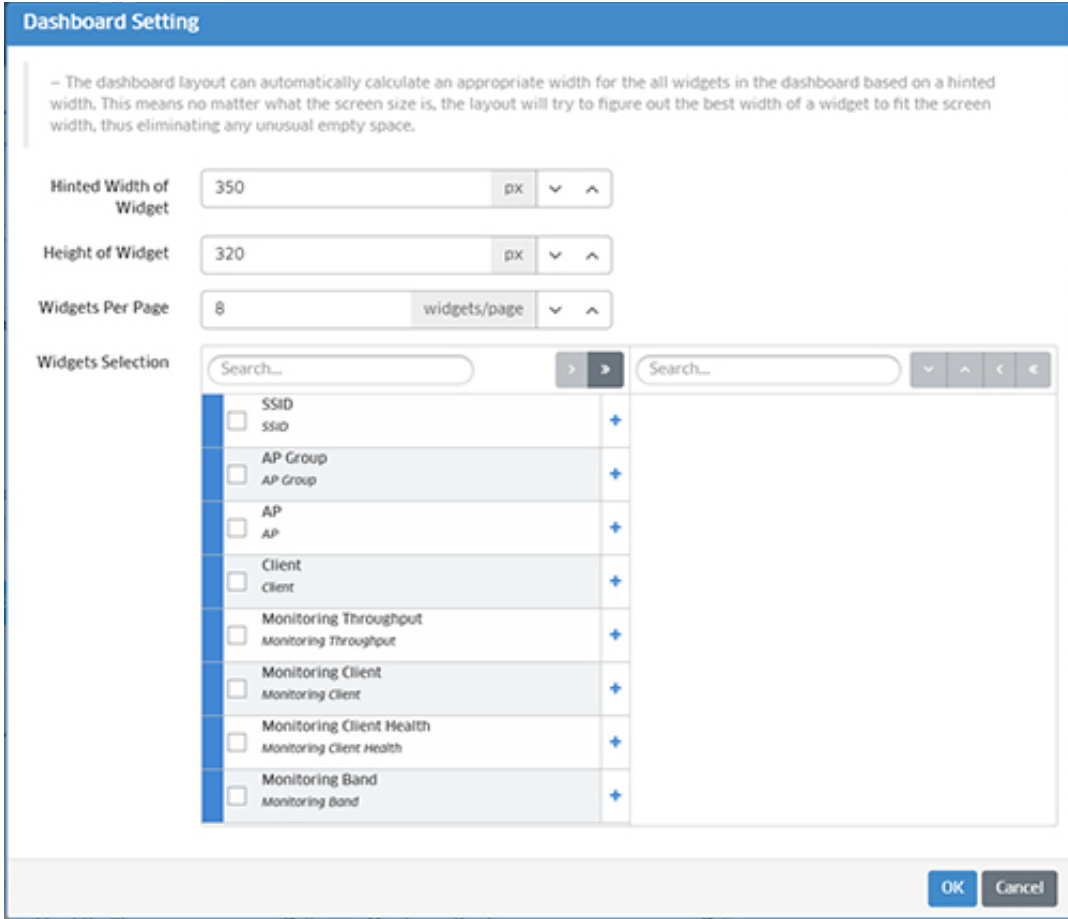 Dashboard Setting
– The dashboard layout can automatically calculate an appropriate width for the all widgets in the dashboard based on a hinted
width. This means no matter what the screen size is, the layout will try to figure out the best width of a widget to fit the screen
width, thus eliminating any unusual empty space.
Hinted Width of
Widget
350 px
Height of Widget
320 px
Widgets Per Page
8 widgets/page
Widgets Selection
Search...
Search...
SSID
SSID
AP Group
AP Group
AP
AP
Client
Client
Monitoring Throughput
Monitoring Throughput
Monitoring Client
Monitoring Client
Monitoring Client Health
Monitoring Client Health
Monitoring Band
Monitoring Band
OK Cancel